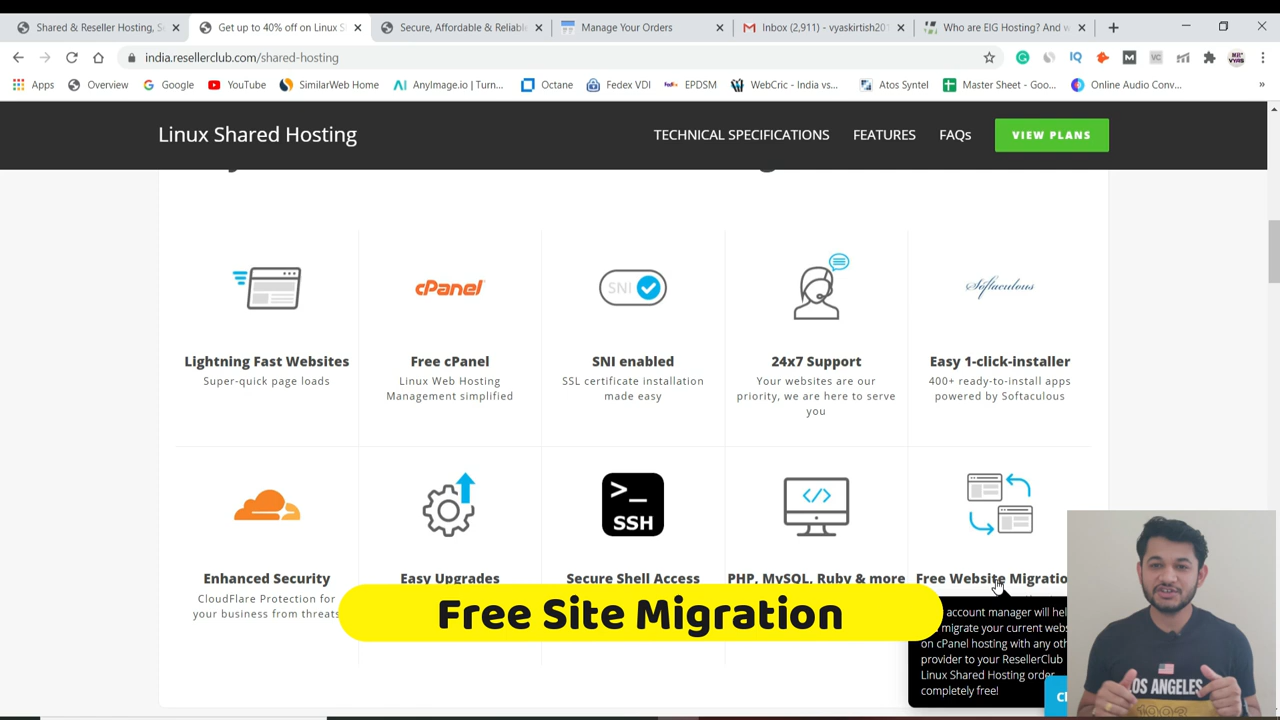 Shared & Reseller Hosting, S
Get up to 40% off on Linux S
Secure, Affordable & Reliable
Manage Your Orders
Inbox (2,911) - vyaskirtish201
Who are EIG Hosting? And w
india.resellerclub.com/shared-hosting
Apps
Overview
Google
YouTube
SimilarWeb Home
AnyImage.io | Turn...
Octane
Fedex VDI
EPDSM
WebCric - India vs...
Atos Syntel
Master Sheet - Goo...
Online Audio Conv...
Linux Shared Hosting
TECHNICAL SPECIFICATIONS
FEATURES
FAQs
VIEW PLANS
cPanel
SNI
Softaculous
Lightning Fast Websites
Super-quick page loads
Free cPanel
Linux Web Hosting
Management simplified
SNI enabled
SSL certificate installation
made easy
24x7 Support
Your websites are our
priority, we are here to serve
you
Easy 1-click-installer
400+ ready-to-install apps
powered by Softaculous
>_
SSH
</>
Enhanced Security
CloudFlare Protection for
your business from threats
Easy Upgrades
Secure Shell Access
PHP, MySQL, Ruby & more
Free Website Migratio
account manager will hel
migrate your current webs
on cPanel hosting with any oth
provider to your ResellerClub
Linux Shared Hosting order
completely free!
Free Site Migration
LOS ANGELES